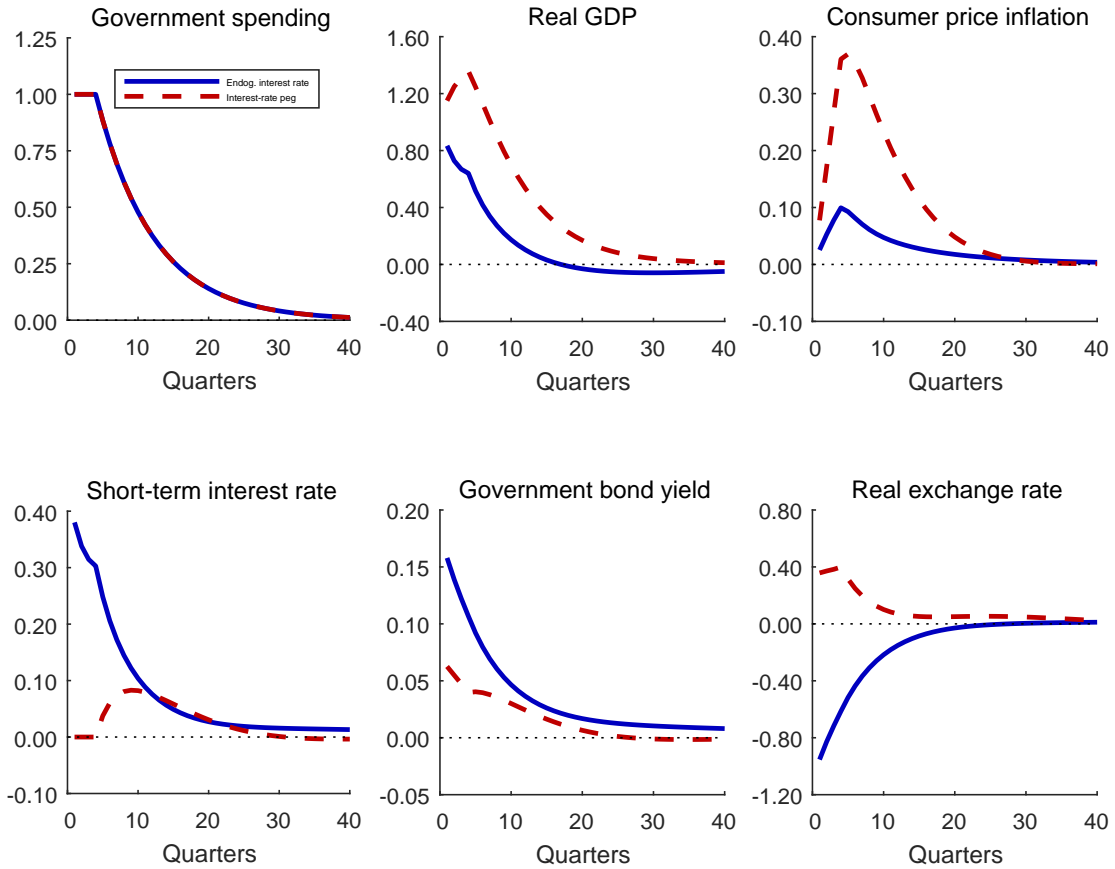 Government spending
1.25
1.00
0.75
0.50
0.25
0.00
0 10 20 30 40
Quarters
Endog. interest rate
Interest-rate peg
Real GDP
1.60
1.20
0.80
0.40
0.00
-0.40
0 10 20 30 40
Quarters
Consumer price inflation
0.40
0.30
0.20
0.10
0.00
-0.10
0 10 20 30 40
Quarters
Short-term interest rate
0.40
0.30
0.20
0.10
0.00
-0.10
0 10 20 30 40
Quarters
Government bond yield
0.20
0.15
0.10
0.05
0.00
-0.05
0 10 20 30 40
Quarters
Real exchange rate
0.80
0.40
0.00
-0.40
-0.80
-1.20
0 10 20 30 40
Quarters